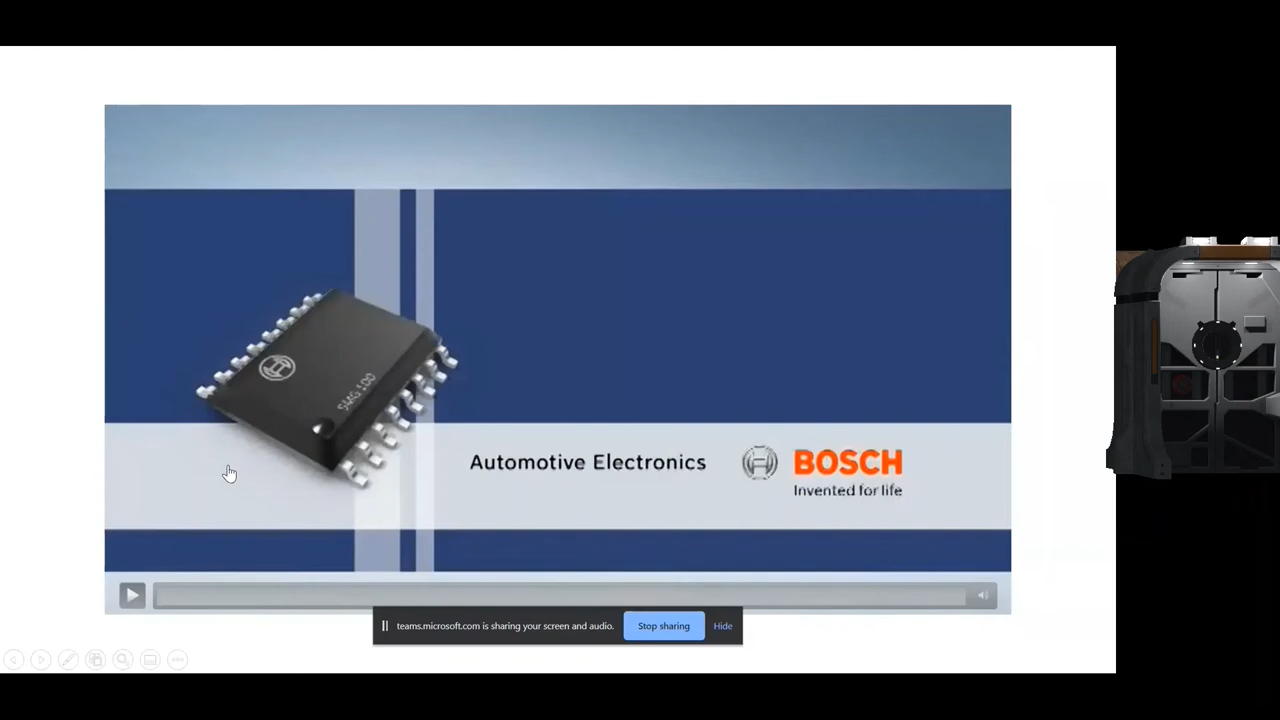 SMG 100
Automotive Electronics
BOSCH
Invented for life
teams.microsoft.com is sharing your screen and audio.
Stop sharing
Hide